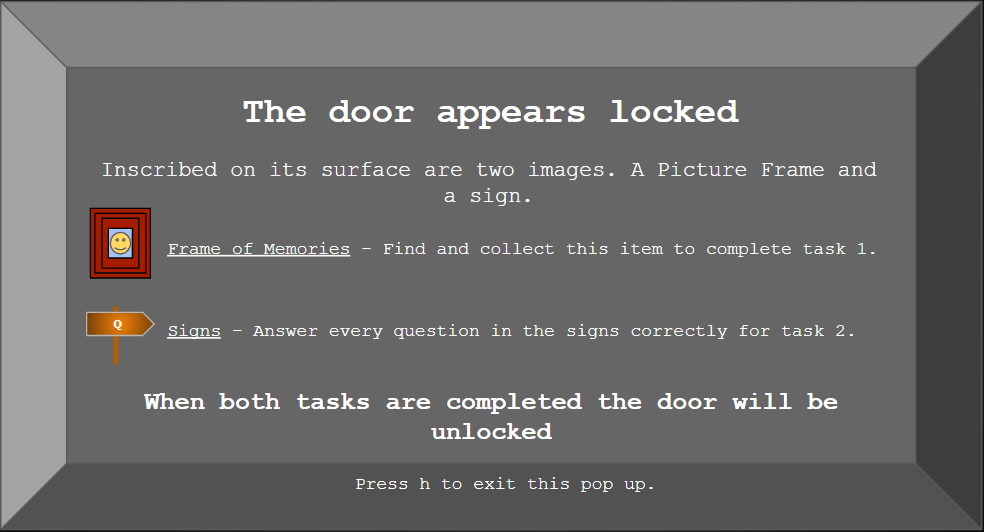 The door appears locked
Inscribed on its surface are two images. A Picture Frame and
a sign.
Frame of Memories - Find and collect this item to complete task 1.
Q
Signs - Answer every question in the signs correctly for task 2.
When both tasks are completed the door will be
unlocked
Press h to exit this pop up.